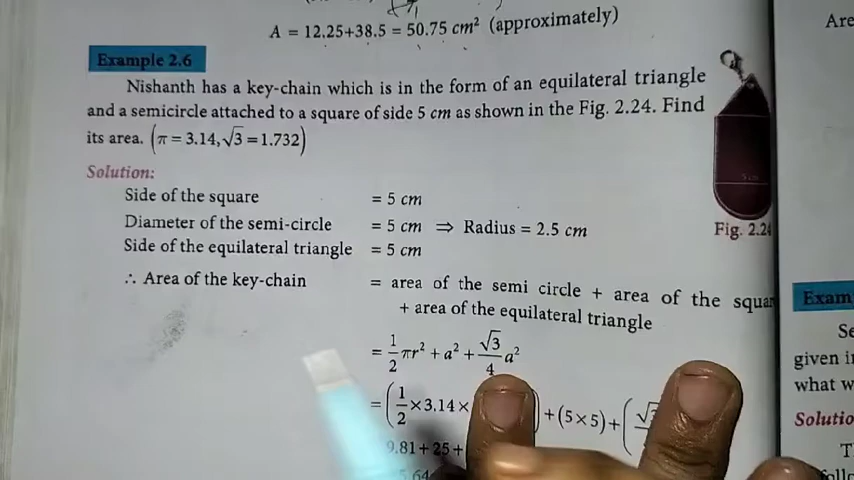 A = 12.25+38.5 = 50.75 cm² (approximately)
Example 2.6
Nishanth has a key-chain which is in the form of an equilateral triangle
and a semicircle attached to a square of side 5 cm as shown in the Fig. 2.24. Find
its area. (π = 3.14, √3 = 1.732)
Solution:
Side of the square = 5 cm
Diameter of the semi-circle = 5 cm ⇒ Radius = 2.5 cm
Side of the equilateral triangle = 5 cm
∴ Area of the key-chain = area of the semi circle + area of the squar
+ area of the equilateral triangle
= 1/2 πr² + a² + √3/4 a²
= (1/2 × 3.14 × ) + (5 × 5) + (√3
9.81 + 25 +
5.64
5 cm
Fig. 2.24
Are
Exam
Se
given i
what w
Solutio
T